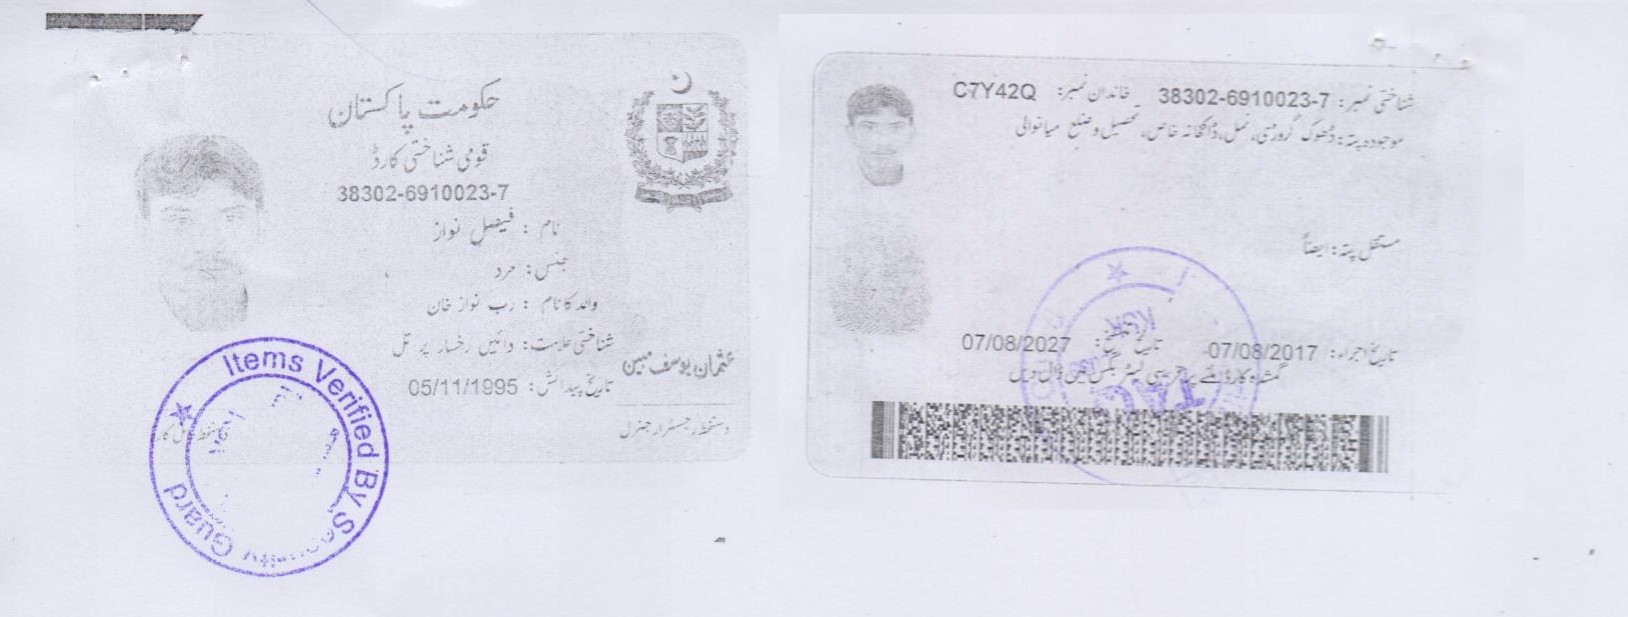 حکومت پاکستان
قومی شناختی کارڈ
38302-6910023-7
نام : فیصل نواز
جنس: مرد
والد کا نام : رب نواز خان
شناختی علامت: دائیں رخسار پر تل
تاریخ پیدائش: 05/11/1995
عثمان یوسف مبین
دستخط رجسٹرار جنرل
Items Verified By Security Guard
شناختی نمبر: 38302-6910023-7 خاندان نمبر: C7Y42Q
موجودہ پتہ: ڈھوک نمل، ڈاکخانہ خاص، تحصیل و ضلع میانوالی
مستقل پتہ: ایضاً
تاریخ اجراء: 07/08/2017 تاریخ تنسیخ: 07/08/2027
گمشدہ کارڈ ملنے پر قریبی لیٹر بکس میں ڈال دیں